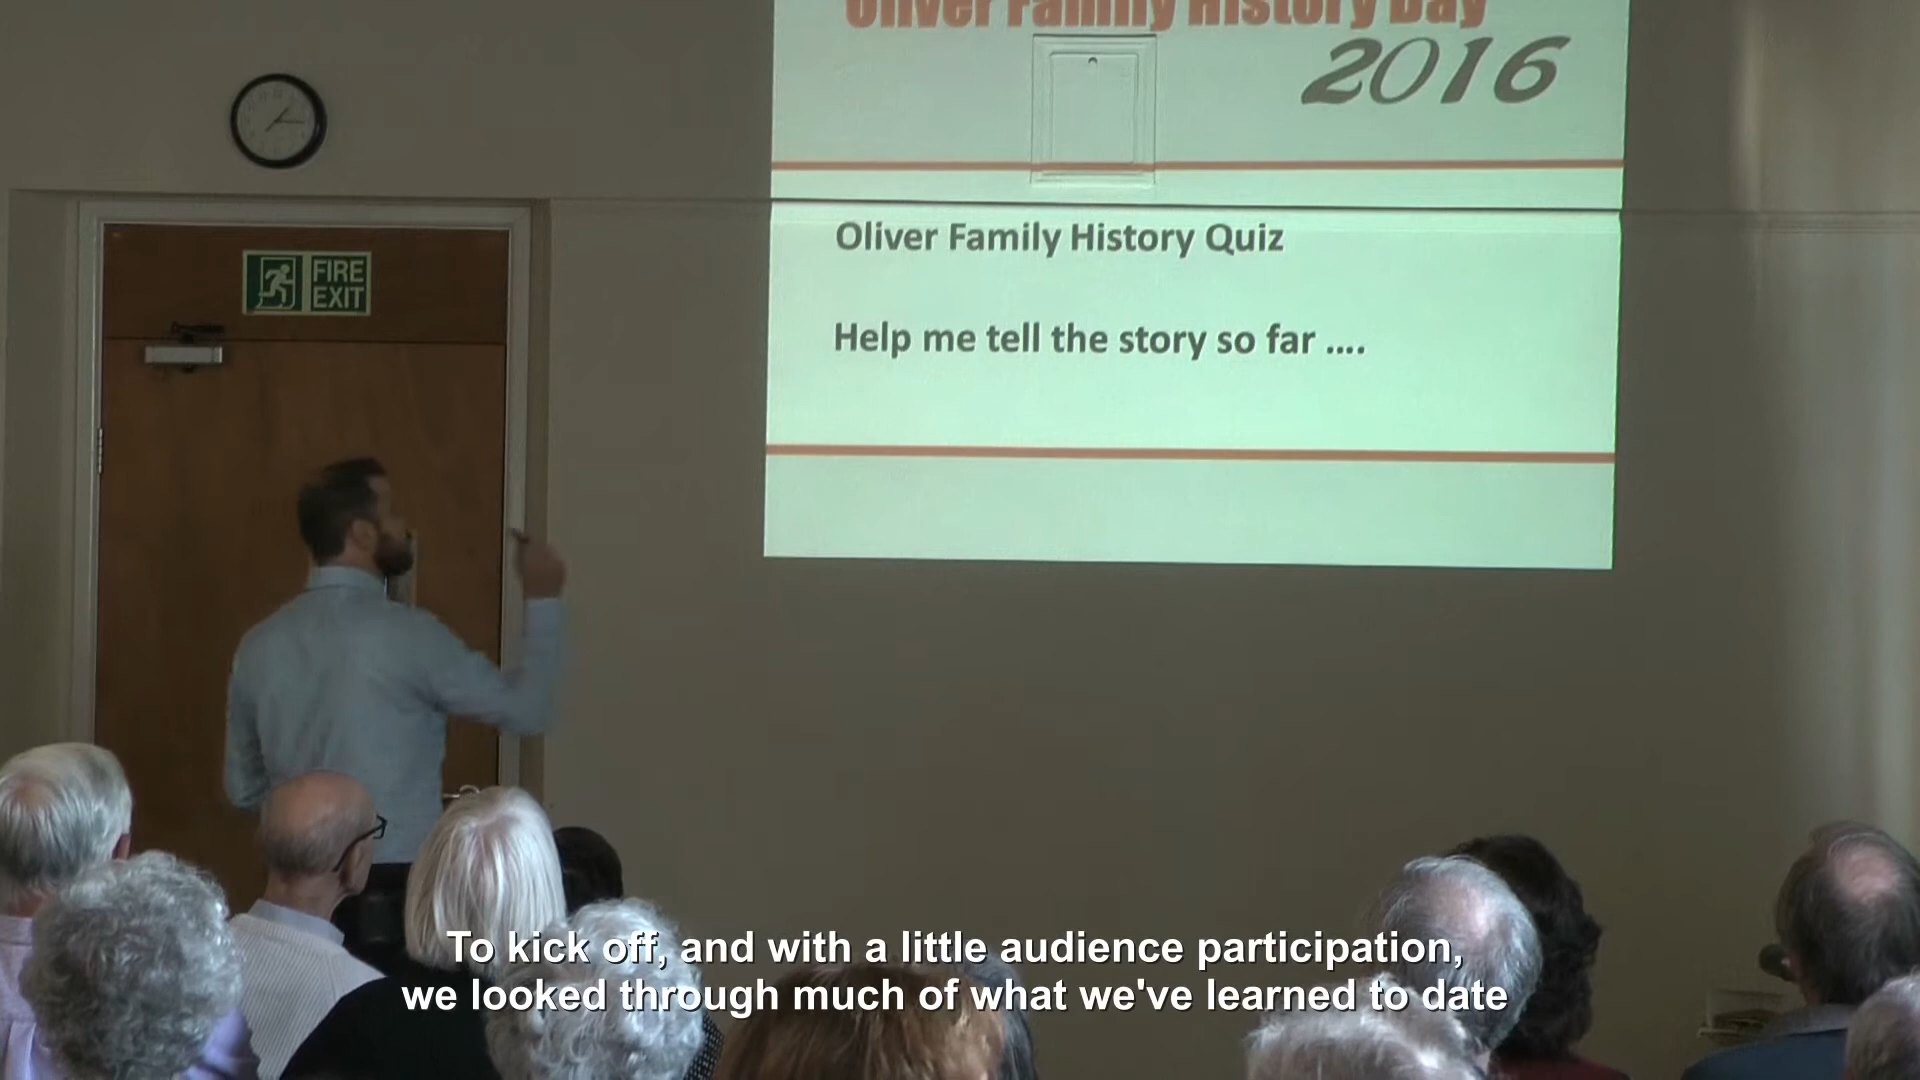 Oliver Family History Day
2016
Oliver Family History Quiz
Help me tell the story so far ....
FIRE
EXIT
To kick off, and with a little audience participation,
we looked through much of what we've learned to date